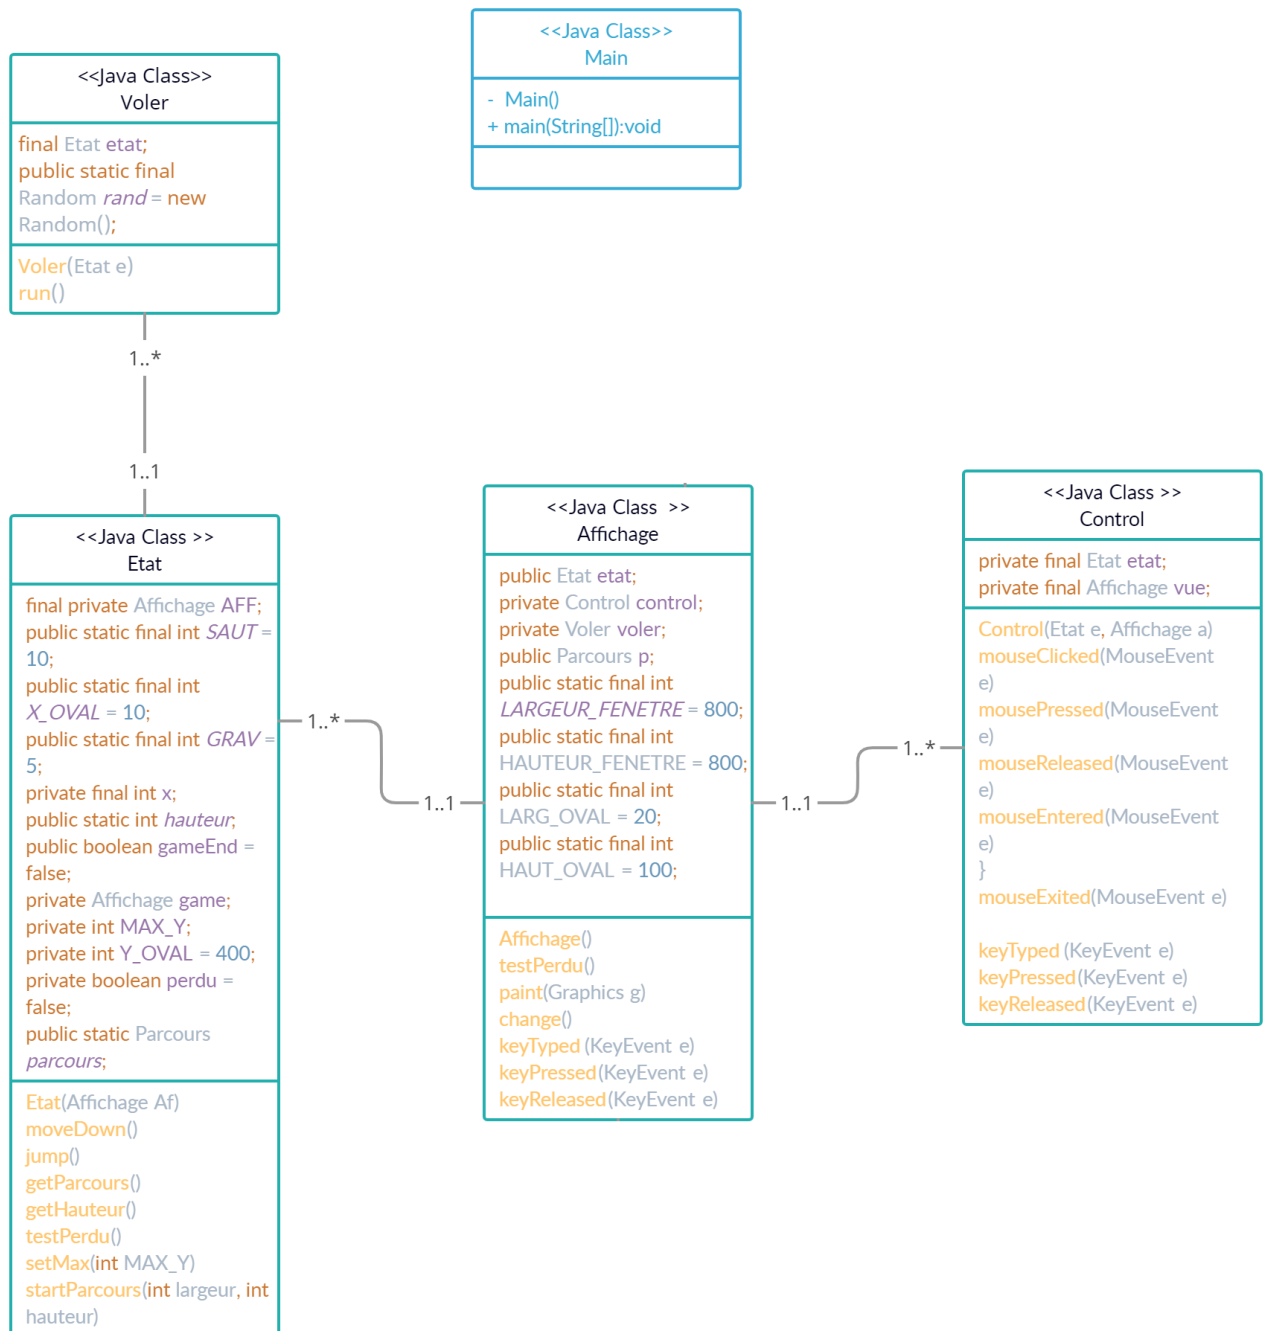 <<Java Class>>
Main
- Main()
+ main(String[]):void
<<Java Class>>
Voler
final Etat etat;
public static final
Random rand = new
Random();
Voler(Etat e)
run()
1..*
1..1
<<Java Class >>
Etat
final private Affichage AFF;
public static final int SAUT =
10;
public static final int
X_OVAL = 10;
public static final int GRAV =
5;
private final int x;
public static int hauteur;
public boolean gameEnd =
false;
private Affichage game;
private int MAX_Y;
private int Y_OVAL = 400;
private boolean perdu =
false;
public static Parcours
parcours;
Etat(Affichage Af)
moveDown()
jump()
getParcours()
getHauteur()
testPerdu()
setMax(int MAX_Y)
startParcours(int largeur, int
hauteur)
1..*
1..1
<<Java Class >>
Affichage
public Etat etat;
private Control control;
private Voler voler;
public Parcours p;
public static final int
LARGEUR_FENETRE = 800;
public static final int
HAUTEUR_FENETRE = 800;
public static final int
LARG_OVAL = 20;
public static final int
HAUT_OVAL = 100;
Affichage()
testPerdu()
paint(Graphics g)
change()
keyTyped (KeyEvent e)
keyPressed(KeyEvent e)
keyReleased(KeyEvent e)
1..1
1..*
<<Java Class >>
Control
private final Etat etat;
private final Affichage vue;
Control(Etat e, Affichage a)
mouseClicked(MouseEvent
e)
mousePressed(MouseEvent
e)
mouseReleased(MouseEvent
e)
mouseEntered(MouseEvent
e)
}
mouseExited(MouseEvent e)
keyTyped (KeyEvent e)
keyPressed(KeyEvent e)
keyReleased(KeyEvent e)